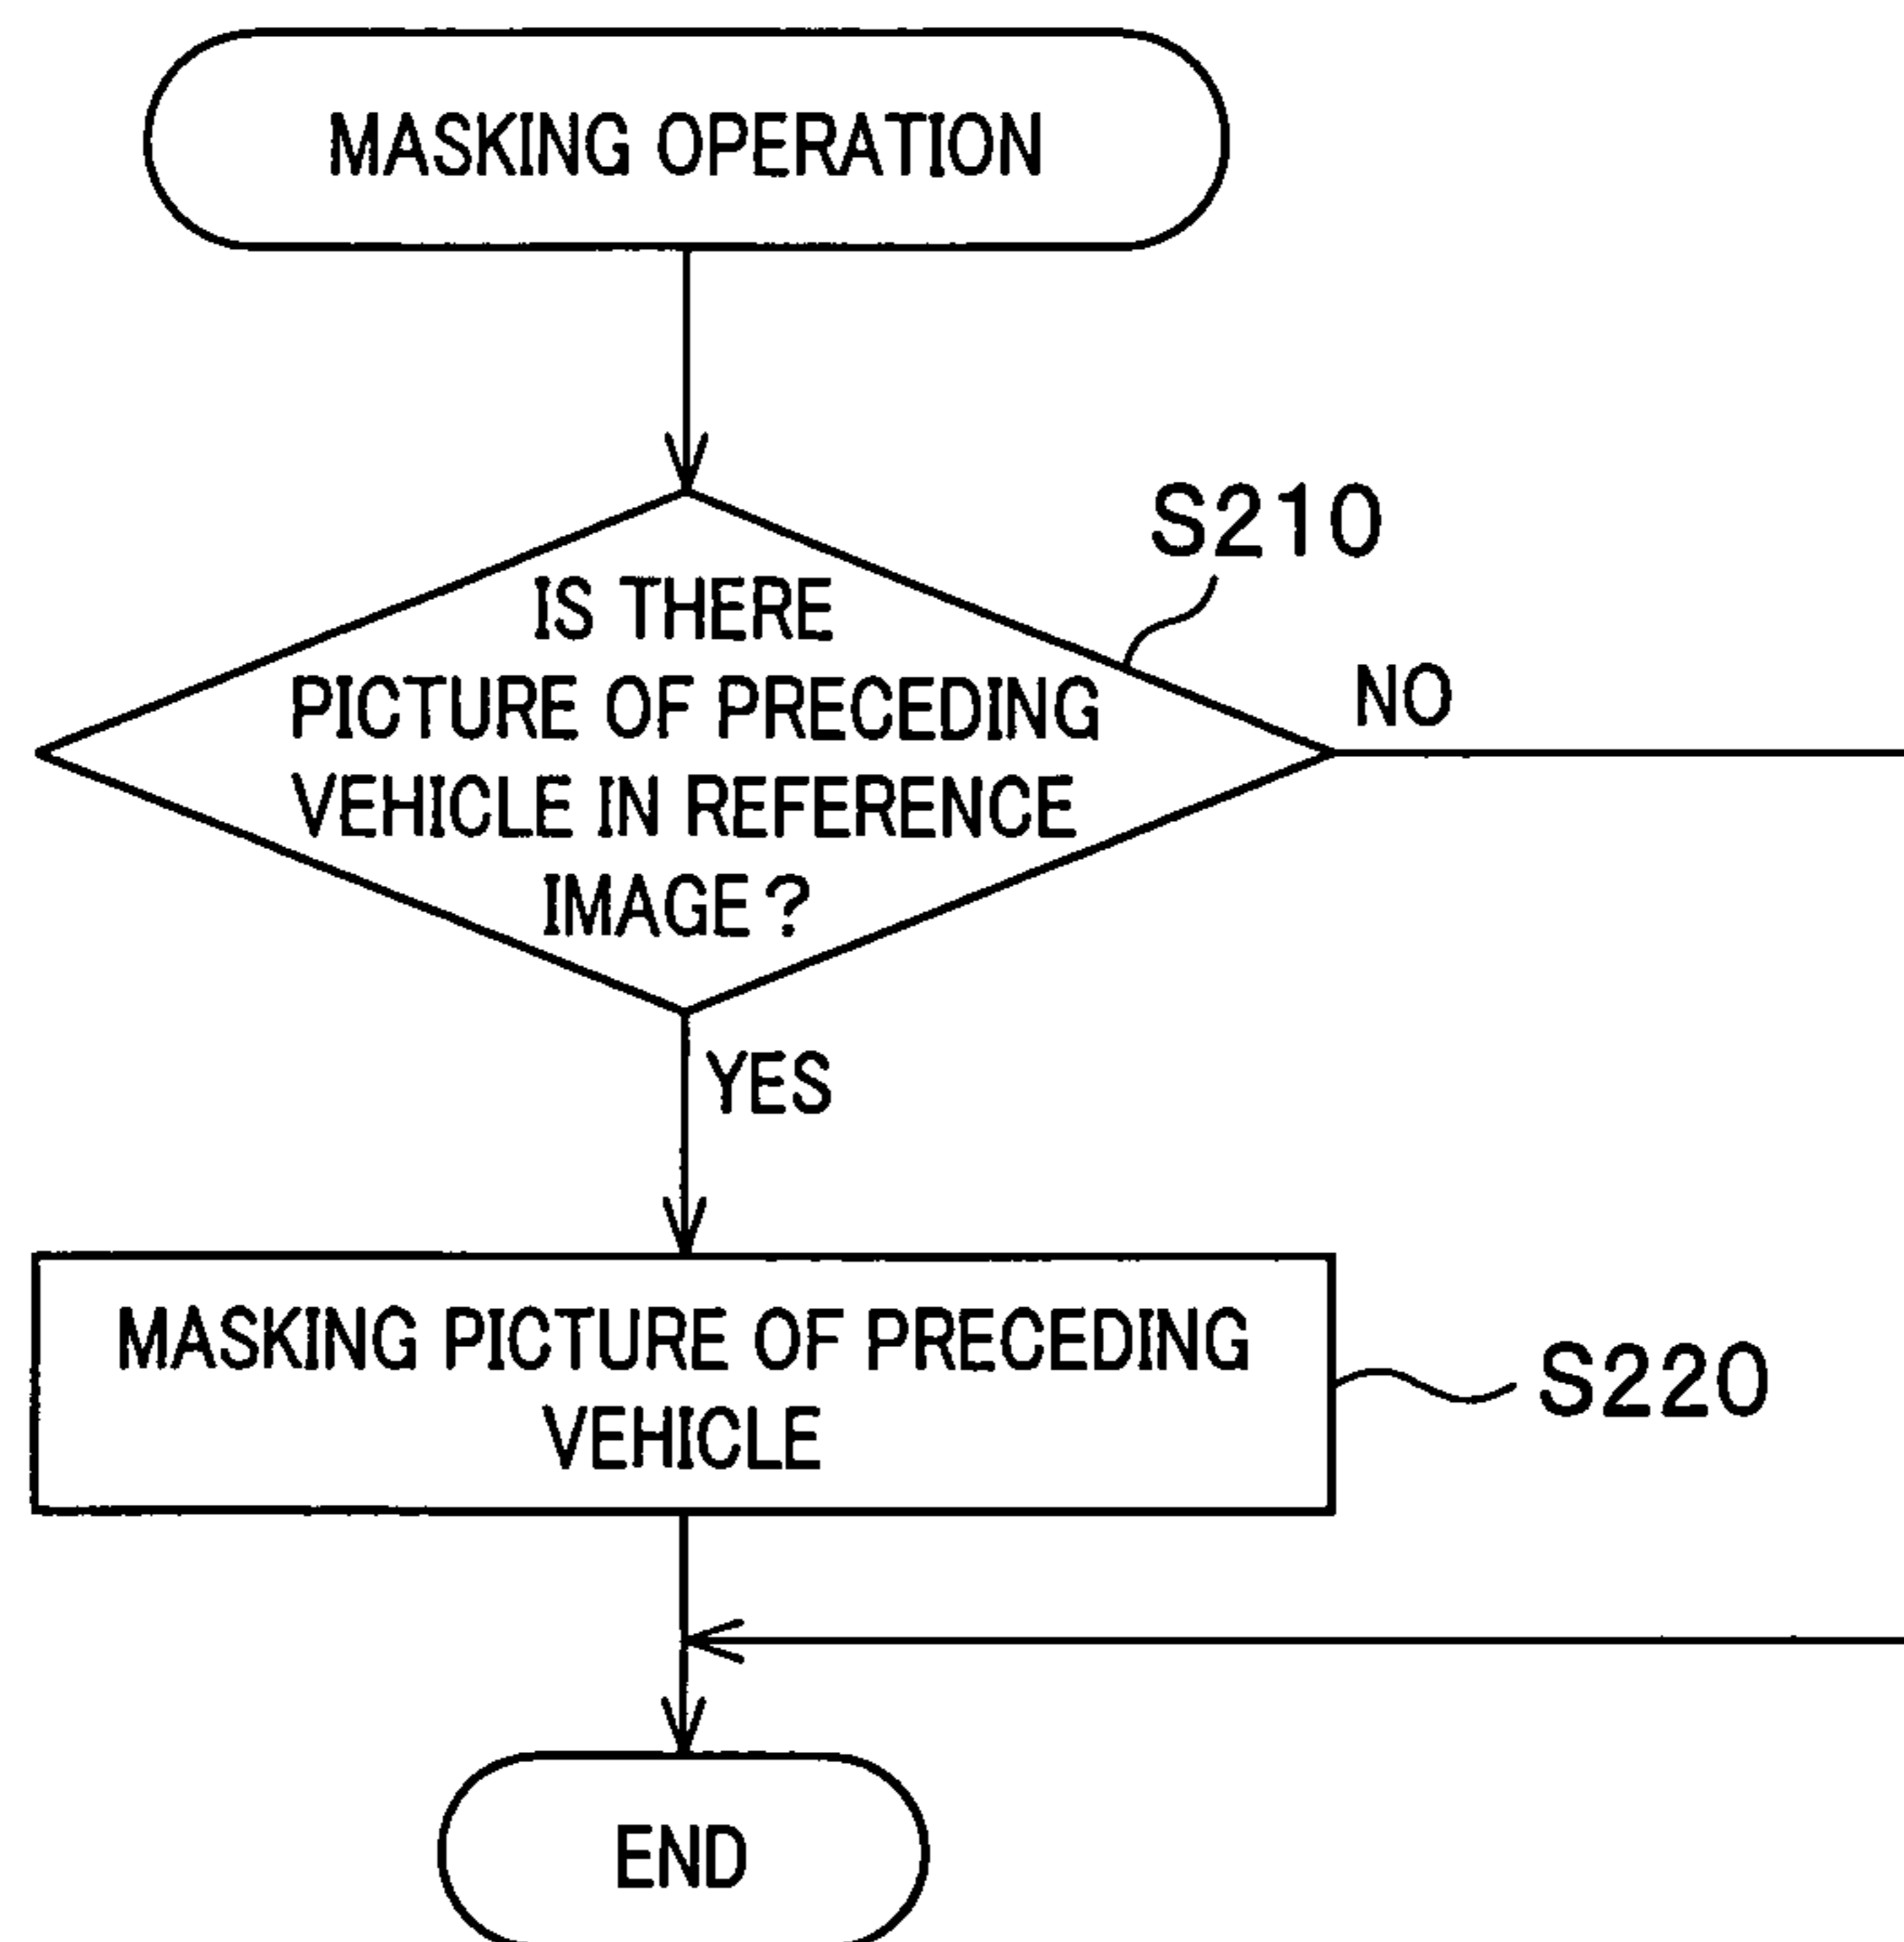 MASKING OPERATION
S210
IS THERE
PICTURE OF PRECEDING
VEHICLE IN REFERENCE
IMAGE?
NO
YES
MASKING PICTURE OF PRECEDING
VEHICLE
S220
END